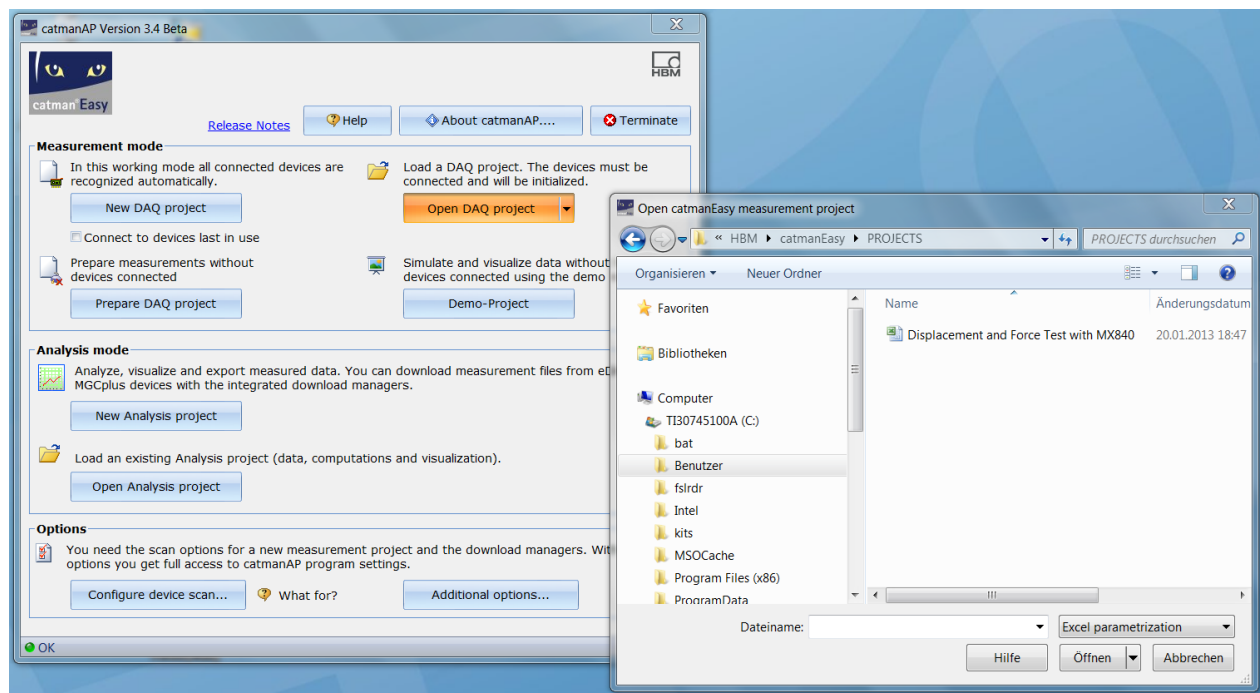 catmanAP Version 3.4 Beta
HBM
catman Easy
Release Notes
Help
About catmanAP....
Terminate
Measurement mode
In this working mode all connected devices are
recognized automatically.
New DAQ project
Connect to devices last in use
Load a DAQ project. The devices must be
connected and will be initialized.
Open DAQ project
Prepare measurements without
devices connected
Prepare DAQ project
Simulate and visualize data without
devices connected using the demo
Demo-Project
Analysis mode
Analyze, visualize and export measured data. You can download measurement files from
MGCplus devices with the integrated download managers.
New Analysis project
Load an existing Analysis project (data, computations and visualization).
Open Analysis project
Options
You need the scan options for a new measurement project and the download managers.
options you get full access to catmanAP program settings.
Configure device scan...
What for?
Additional options...
OK
Open catmanEasy measurement project
« HBM catmanEasy PROJECTS
PROJECTS durchsuchen
Organisieren
Neuer Ordner
Favoriten
Bibliotheken
Computer
TI30745100A (C:)
bat
Benutzer
fslrdr
Intel
kits
MSOCache
Program Files (x86)
ProgramData
Name
Änderungsdatum
Displacement and Force Test with MX840
20.01.2013 18:47
Dateiname:
Excel parametrization
Hilfe
Öffnen
Abbrechen